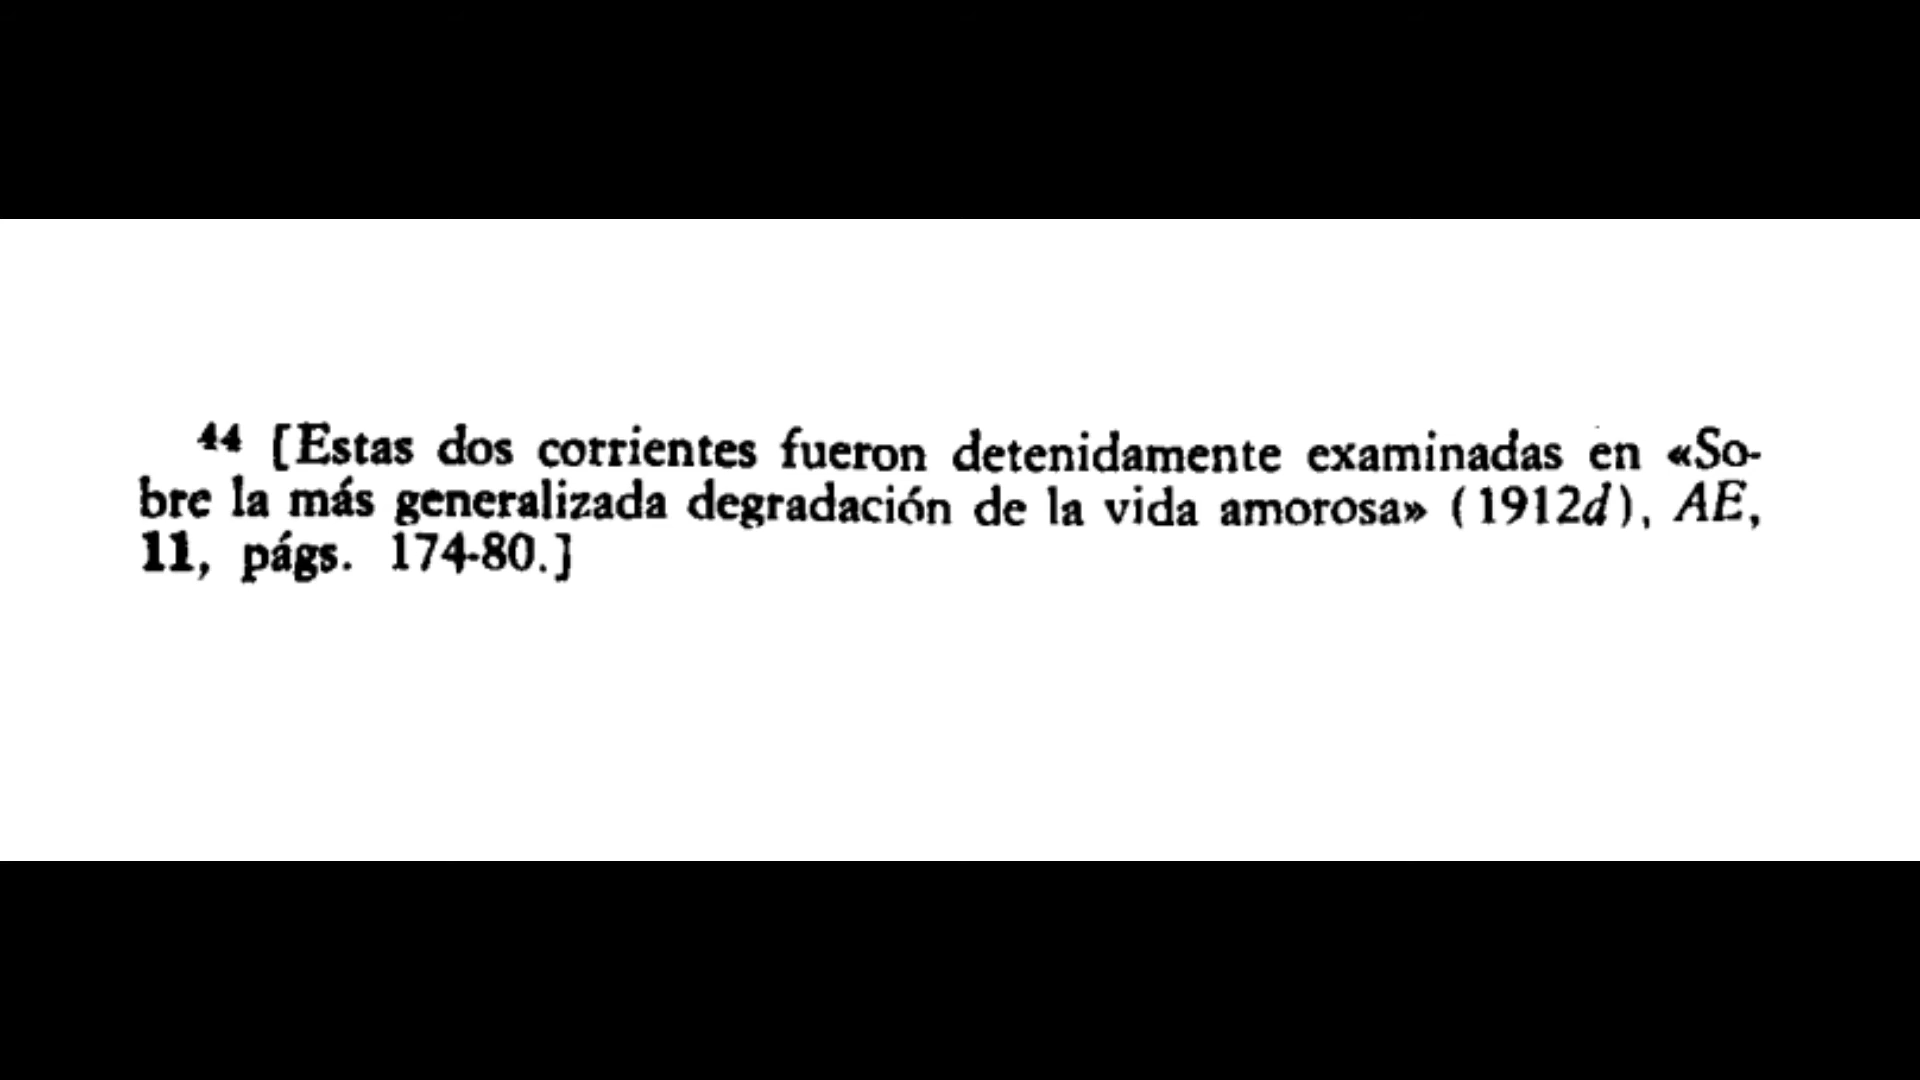 44 [Estas dos corrientes fueron detenidamente examinadas en «So-
bre la más generalizada degradación de la vida amorosa» (1912d), AE,
11, págs. 174-80.]